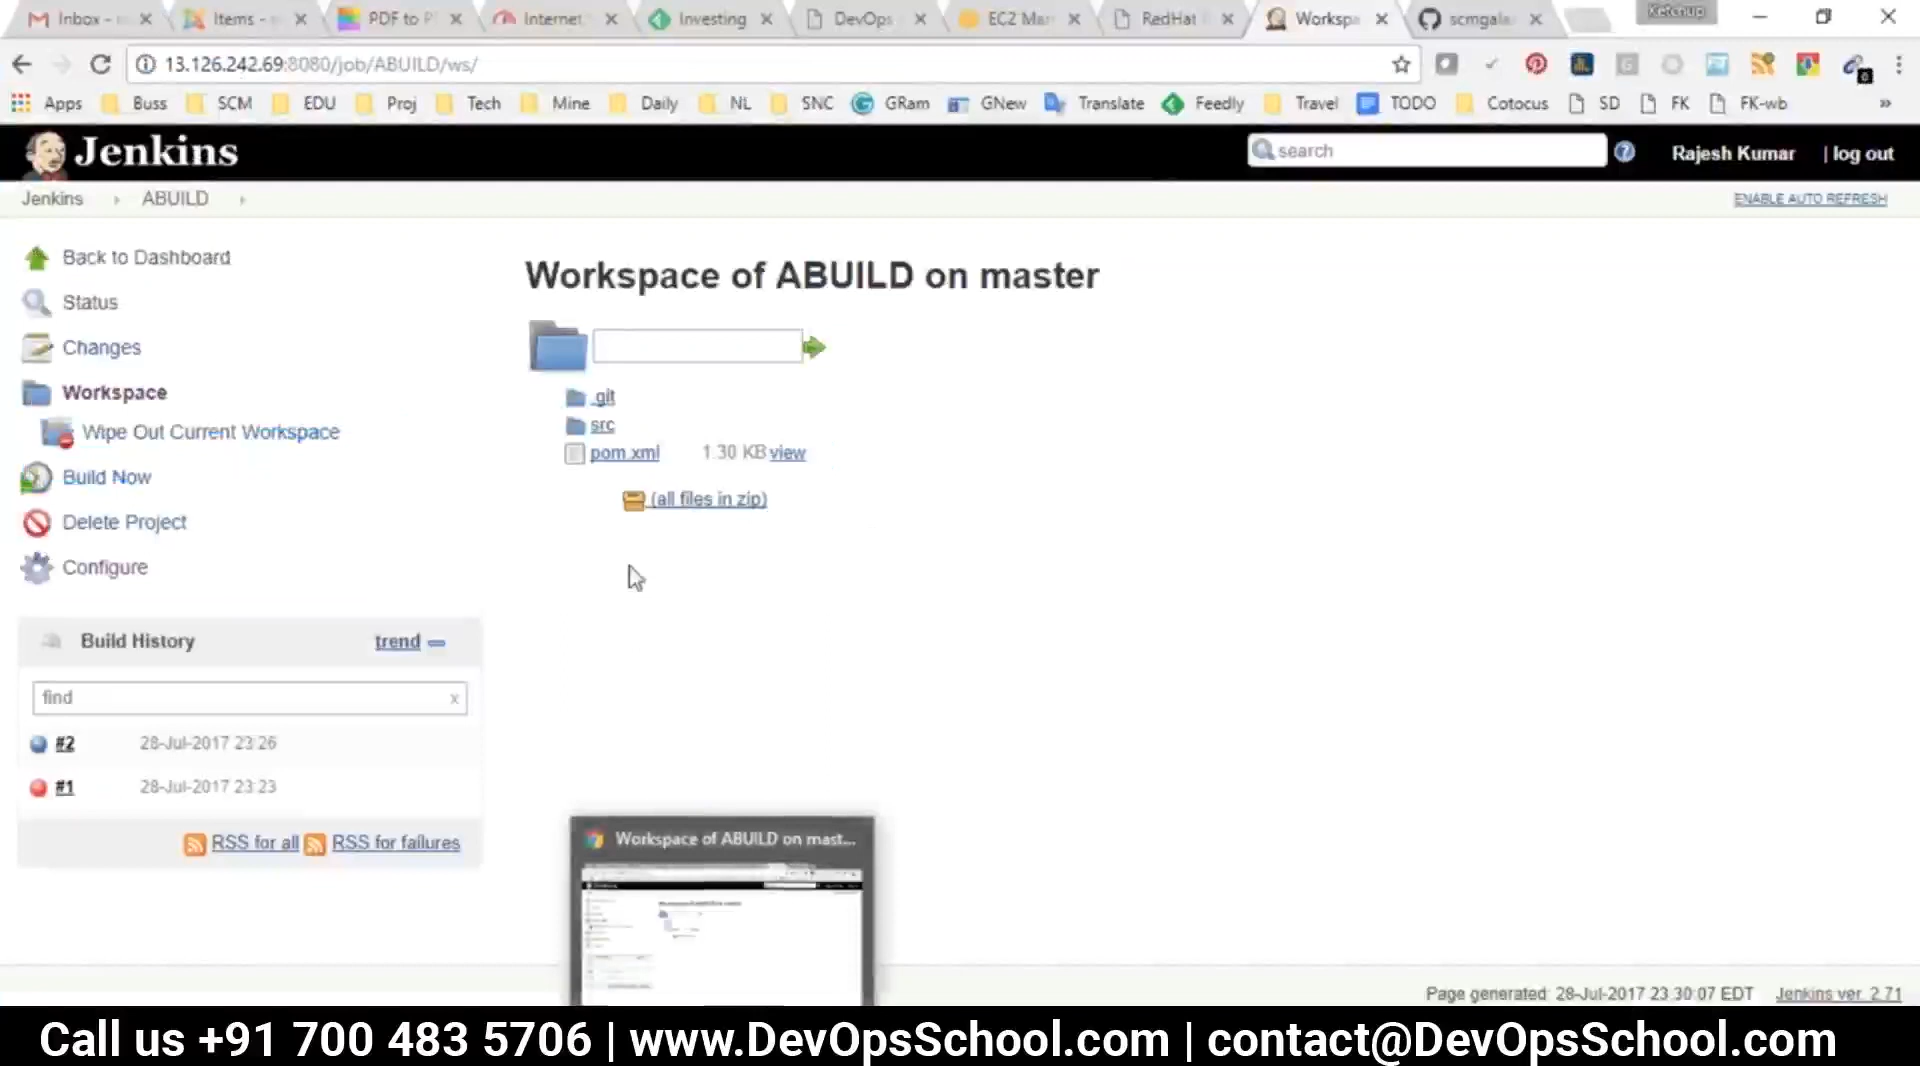 Inbox -
Items -
PDF to P
Internet
Investing
DevOps
EC2 Man
RedHat
Workspa
scmgala
Ketchup
13.126.242.69:8080/job/ABUILD/ws/
Apps
Buss
SCM
EDU
Proj
Tech
Mine
Daily
NL
SNC
GRam
GNew
Translate
Feedly
Travel
TODO
Cotocus
SD
FK
FK-wb
»
Jenkins
search
Rajesh Kumar
| log out
Jenkins
ABUILD
ENABLE AUTO REFRESH
Back to Dashboard
Status
Changes
Workspace
Wipe Out Current Workspace
Build Now
Delete Project
Configure
Workspace of ABUILD on master
.git
src
pom.xml 1.30 KB view
(all files in zip)
Build History
trend
find
x
#2 28-Jul-2017 23:26
#1 28-Jul-2017 23:23
RSS for all
RSS for failures
Workspace of ABUILD on mast...
Page generated: 28-Jul-2017 23:30:07 EDT
Jenkins ver. 2.71
Call us +91 700 483 5706 | www.DevOpsSchool.com | contact@DevOpsSchool.com